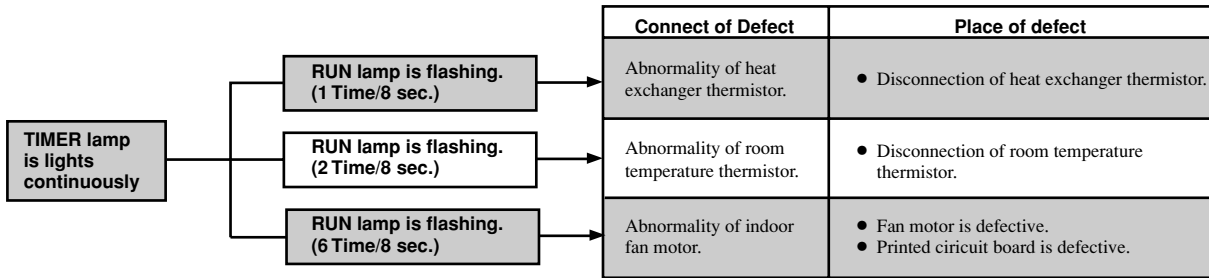 Connect of Defect
Place of defect
TIMER lamp
is lights
continuously
RUN lamp is flashing.
(1 Time/8 sec.)
Abnormality of heat
exchanger thermistor.
● Disconnection of heat exchanger thermistor.
RUN lamp is flashing.
(2 Time/8 sec.)
Abnormality of room
temperature thermistor.
● Disconnection of room temperature
thermistor.
RUN lamp is flashing.
(6 Time/8 sec.)
Abnormality of indoor
fan motor.
● Fan motor is defective.
● Printed ciricuit board is defective.